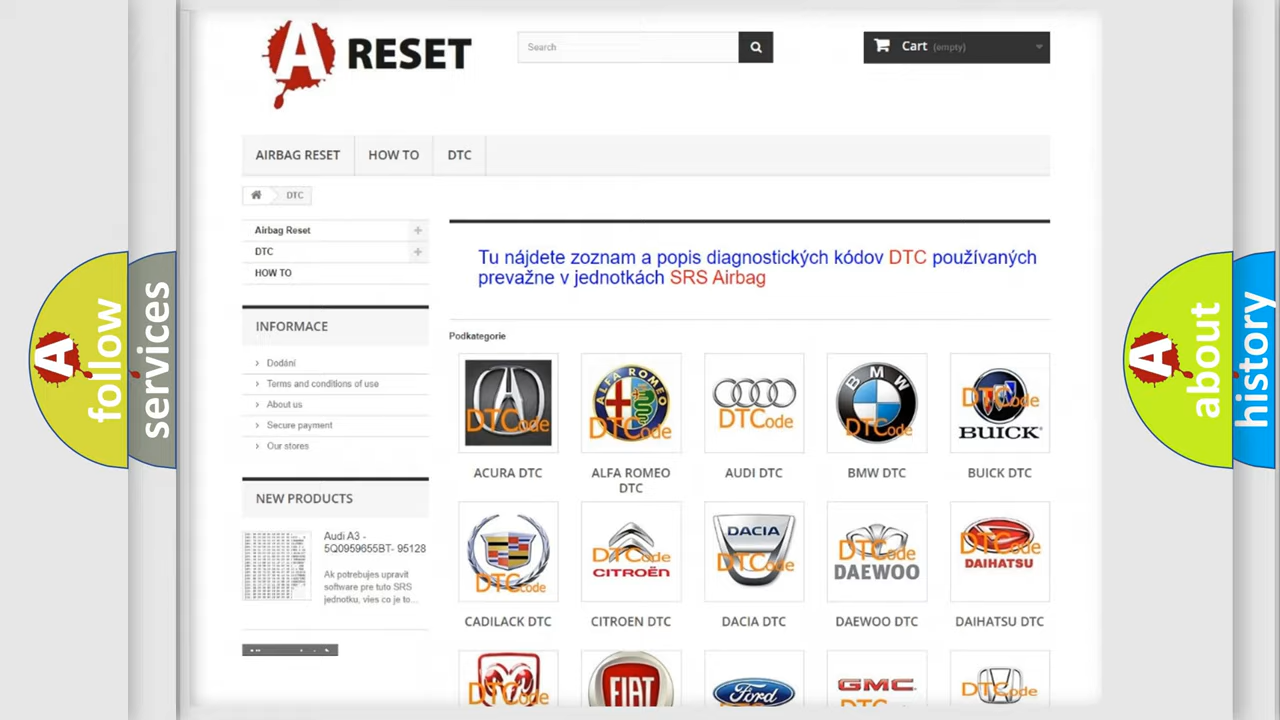 A RESET
Search
Cart (empty)
AIRBAG RESET
HOW TO
DTC
DTC
Airbag Reset
DTC
HOW TO
INFORMACE
Dodání
Terms and conditions of use
About us
Secure payment
Our stores
NEW PRODUCTS
Audi A3 -
5Q0959655BT- 95128
Ak potrebujes upravit
software pre tuto SRS
jednotku, vies co je to...
Tu nájdete zoznam a popis diagnostických kódov DTC používaných
prevažne v jednotkách SRS Airbag
Podkategorie
DTCode
ALFA ROMEO
DTCode
DTCode
BMW
DTCode
DTCode
BUICK
ACURA DTC
ALFA ROMEO
DTC
AUDI DTC
BMW DTC
BUICK DTC
DTCode
DTCode
CITROËN
DACIA
DTCode
DTCode
DAEWOO
DTCode
DAIHATSU
CADILACK DTC
CITROEN DTC
DACIA DTC
DAEWOO DTC
DAIHATSU DTC
DTCode
FIAT
Ford
GMC
DTCode
A follow
services
A about
history